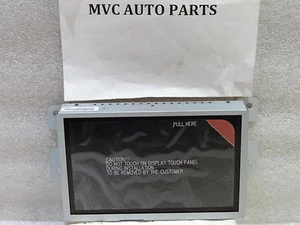 MVC AUTO PARTS
PULL HERE
CAUTION!
DO NOT TOUCH ON DISPLAY TOUCH PANEL
DURING INSTALLATION
TO BE REMOVED BY THE CUSTOMER